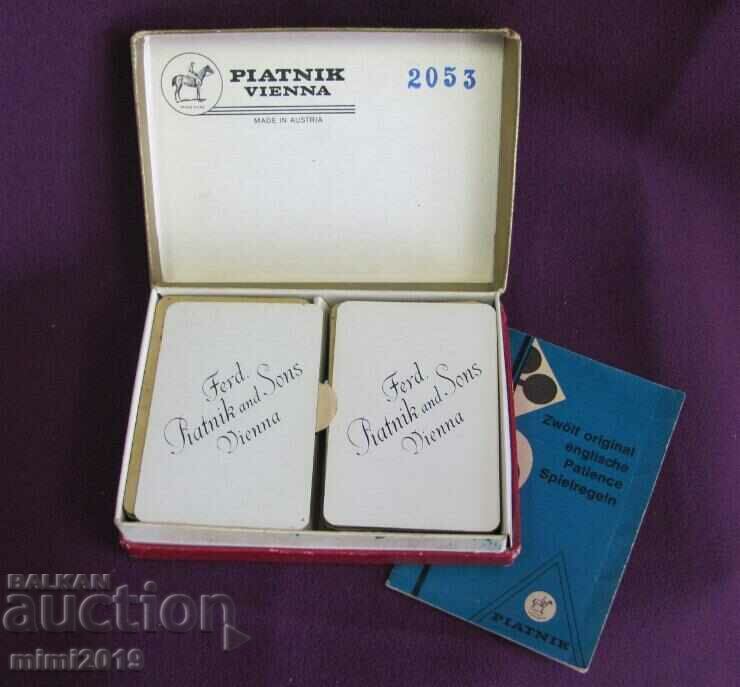 PIATNIK
VIENNA
MADE IN AUSTRIA
2053
Ferd.
Piatnik and Sons
Vienna
Ferd.
Piatnik and Sons
Vienna
Zwölf original
englische
Patience
Spielregeln
PIATNIK
BALKAN
auction
mimi2019